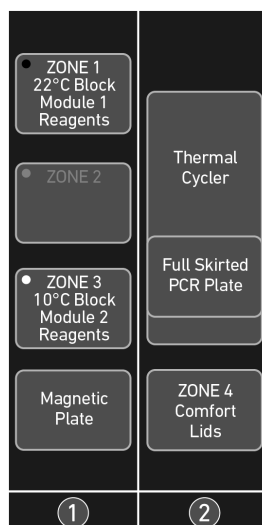 ZONE 1
22°C Block
Module 1
Reagents
ZONE 2
ZONE 3
10°C Block
Module 2
Reagents
Magnetic
Plate
1
Thermal
Cycler
Full Skirted
PCR Plate
ZONE 4
Comfort
Lids
2